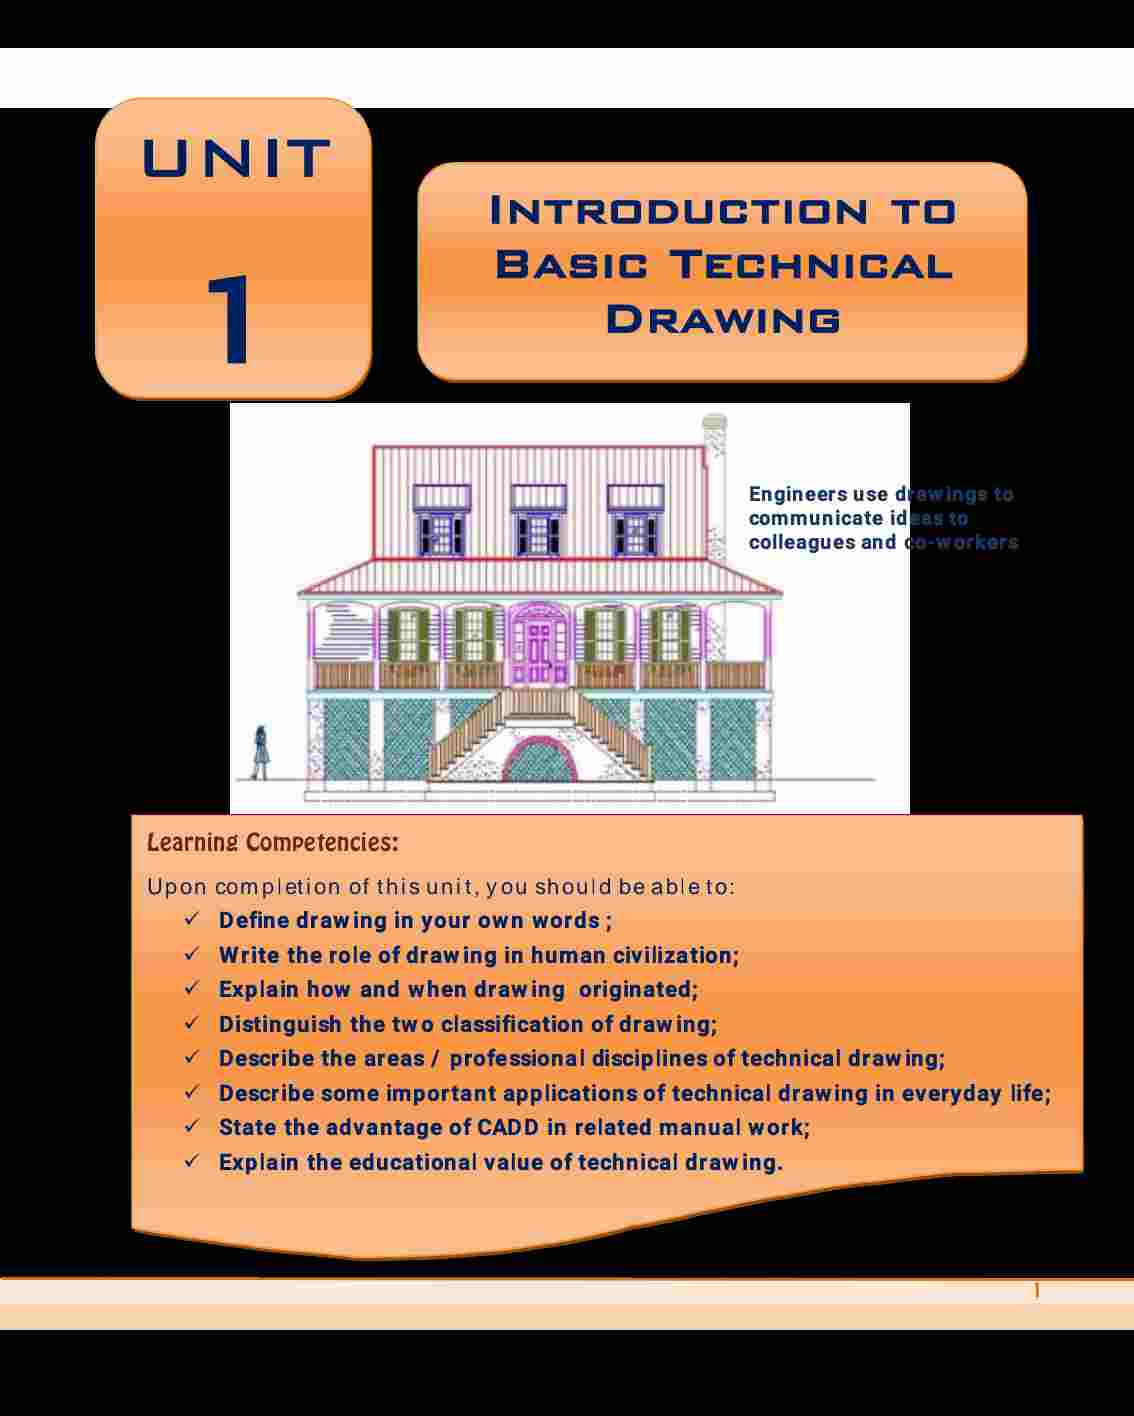 UNIT
1
INTRODUCTION TO
BASIC TECHNICAL
DRAWING
Engineers use drawings to
communicate ideas to
colleagues and co-workers
Learning Competencies:
Upon completion of this unit, you should be able to:
✓ Define drawing in your own words ;
✓ Write the role of drawing in human civilization;
✓ Explain how and when drawing originated;
✓ Distinguish the two classification of drawing;
✓ Describe the areas / professional disciplines of technical drawing;
✓ Describe some important applications of technical drawing in everyday life;
✓ State the advantage of CADD in related manual work;
✓ Explain the educational value of technical drawing.
1